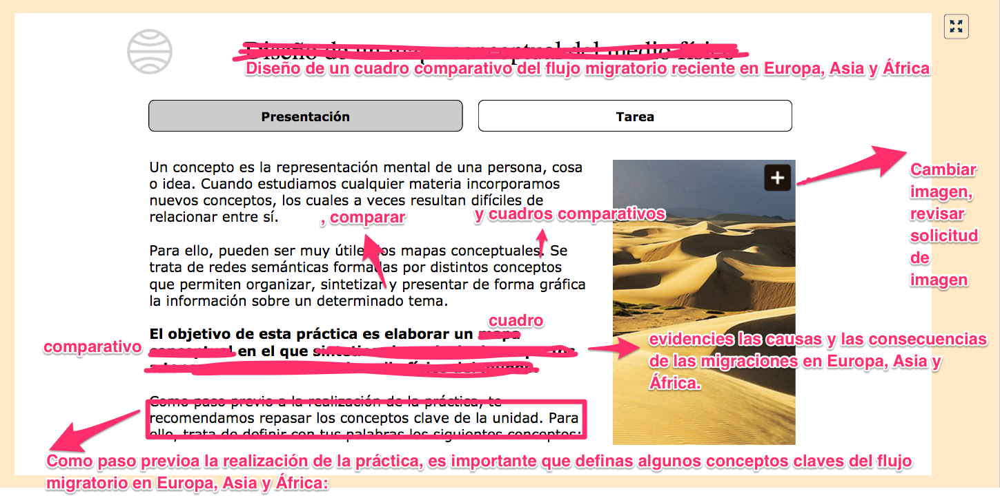 Diseño de un mapa conceptual del medio físico
Diseño de un cuadro comparativo del flujo migratorio reciente en Europa, Asia y África
Presentación
Tarea
Un concepto es la representación mental de una persona, cosa
o idea. Cuando estudiamos cualquier materia incorporamos
nuevos conceptos, los cuales a veces resultan difíciles de
relacionar entre sí.
, comparar
y cuadros comparativos
Para ello, pueden ser muy útiles los mapas conceptuales. Se
trata de redes semánticas formadas por distintos conceptos
que permiten organizar, sintetizar y presentar de forma gráfica
la información sobre un determinado tema.
cuadro
El objetivo de esta práctica es elaborar un mapa
comparativo
conceptual en el que
evidencies las causas y las consecuencias
de las migraciones en Europa, Asia y
África.
Como paso previo a la realización de la práctica, te
recomendamos repasar los conceptos clave de la unidad. Para
ello, trata de definir con tus palabras los siguientes conceptos:
Como paso previoa la realización de la práctica, es importante que definas algunos conceptos claves del flujo
migratorio en Europa, Asia y África:
Cambiar
imagen,
revisar
solicitud
de
imagen